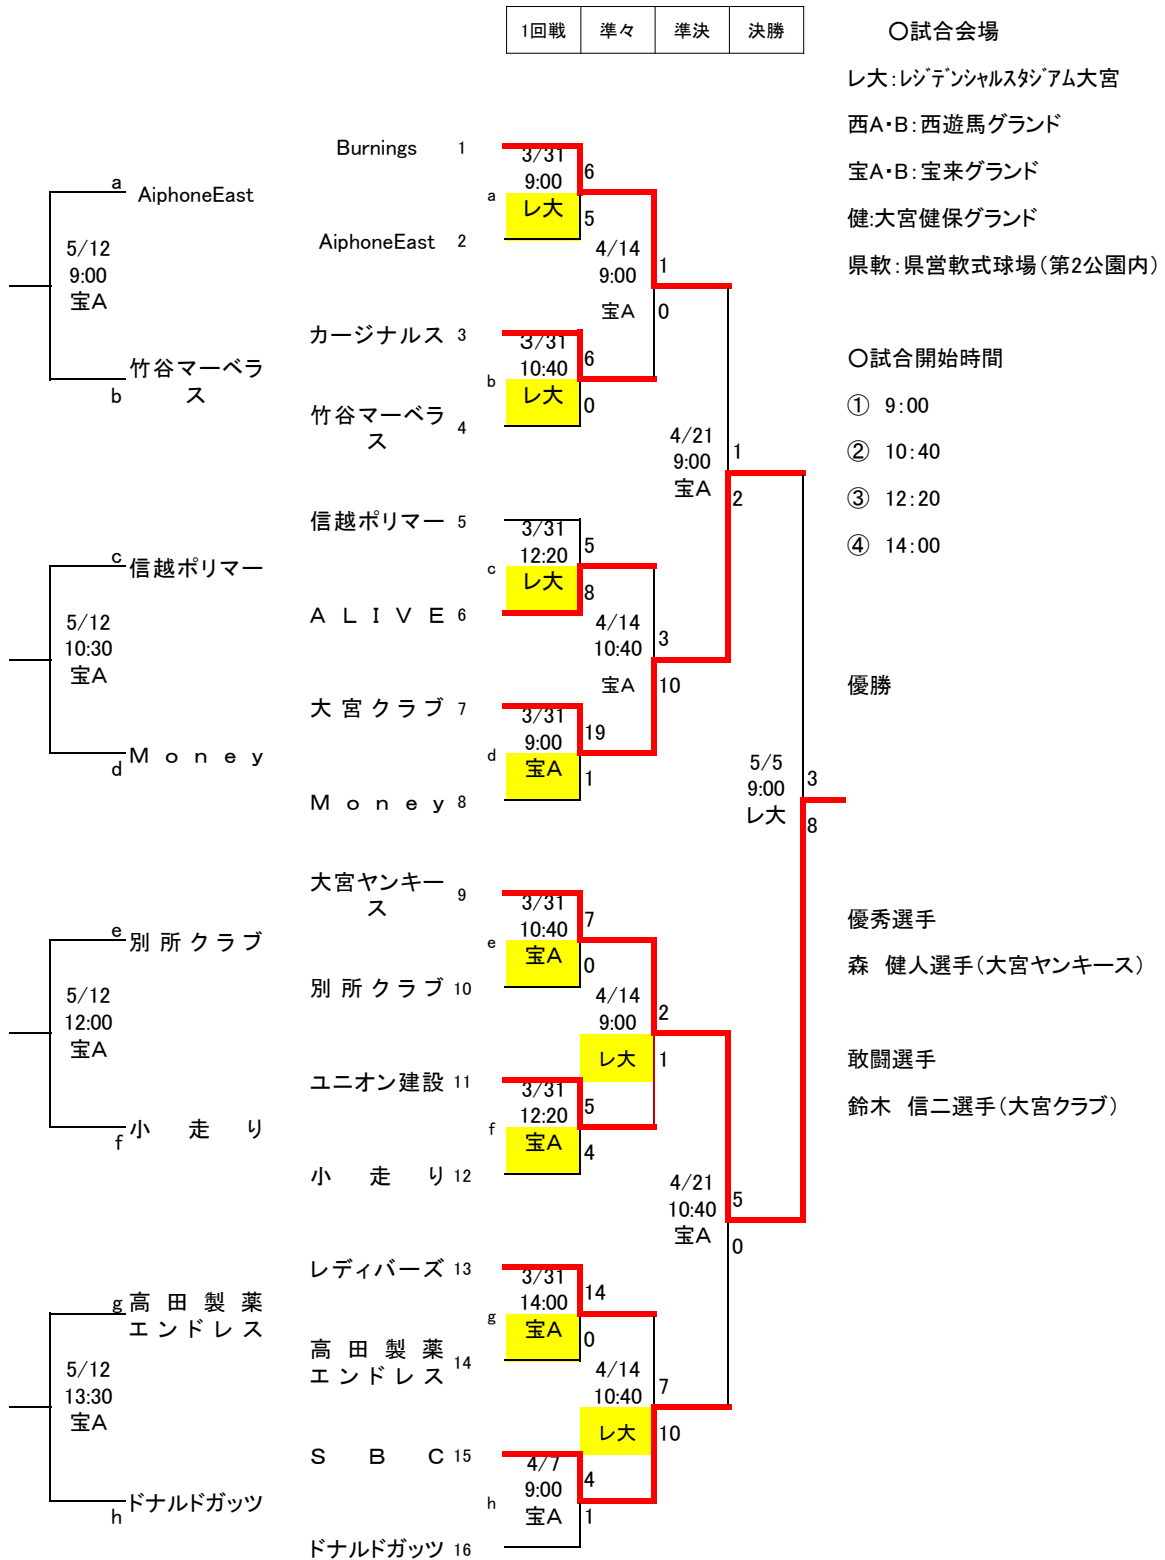 1回戦 準々 準決 決勝
○試合会場
レ大：ﾚｼﾞﾃﾞﾝｼｬﾙｽﾀｼﾞｱﾑ大宮
西A・B：西遊馬グランド
宝A・B：宝来グランド
健:大宮健保グランド
県軟：県営軟式球場（第2公園内）
○試合開始時間
① 9：00
② 10：40
③ 12：20
④ 14：00
優勝
優秀選手
森 健人選手（大宮ヤンキース）
敢闘選手
鈴木 信二選手（大宮クラブ）
a AiphoneEast
5/12
9:00
宝A
b 竹谷マーベラ
ス
c 信越ポリマー
5/12
10:30
宝A
d Money
e 別所クラブ
5/12
12:00
宝A
f 小走り
g 高田製薬
エンドレス
5/12
13:30
宝A
h ドナルドガッツ
Burnings 1
a
3/31
9:00
レ大
6
5
AiphoneEast 2
4/14
9:00
宝A
1
0
カージナルス 3
b
3/31
10:40
レ大
6
0
竹谷マーベラ
ス 4
4/21
9:00
宝A
1
2
信越ポリマー 5
c
3/31
12:20
レ大
5
8
ALIVE 6
4/14
10:40
宝A
3
10
大宮クラブ 7
d
3/31
9:00
宝A
19
1
Money 8
5/5
9:00
レ大
3
8
大宮ヤンキー
ス 9
e
3/31
10:40
宝A
7
0
別所クラブ 10
4/14
9:00
レ大
2
1
ユニオン建設 11
f
3/31
12:20
宝A
5
4
小走り 12
4/21
10:40
宝A
5
0
レディバーズ 13
g
3/31
14:00
宝A
14
0
高田製薬
エンドレス 14
4/14
10:40
レ大
7
10
SBC 15
h
4/7
9:00
宝A
4
1
ドナルドガッツ 16